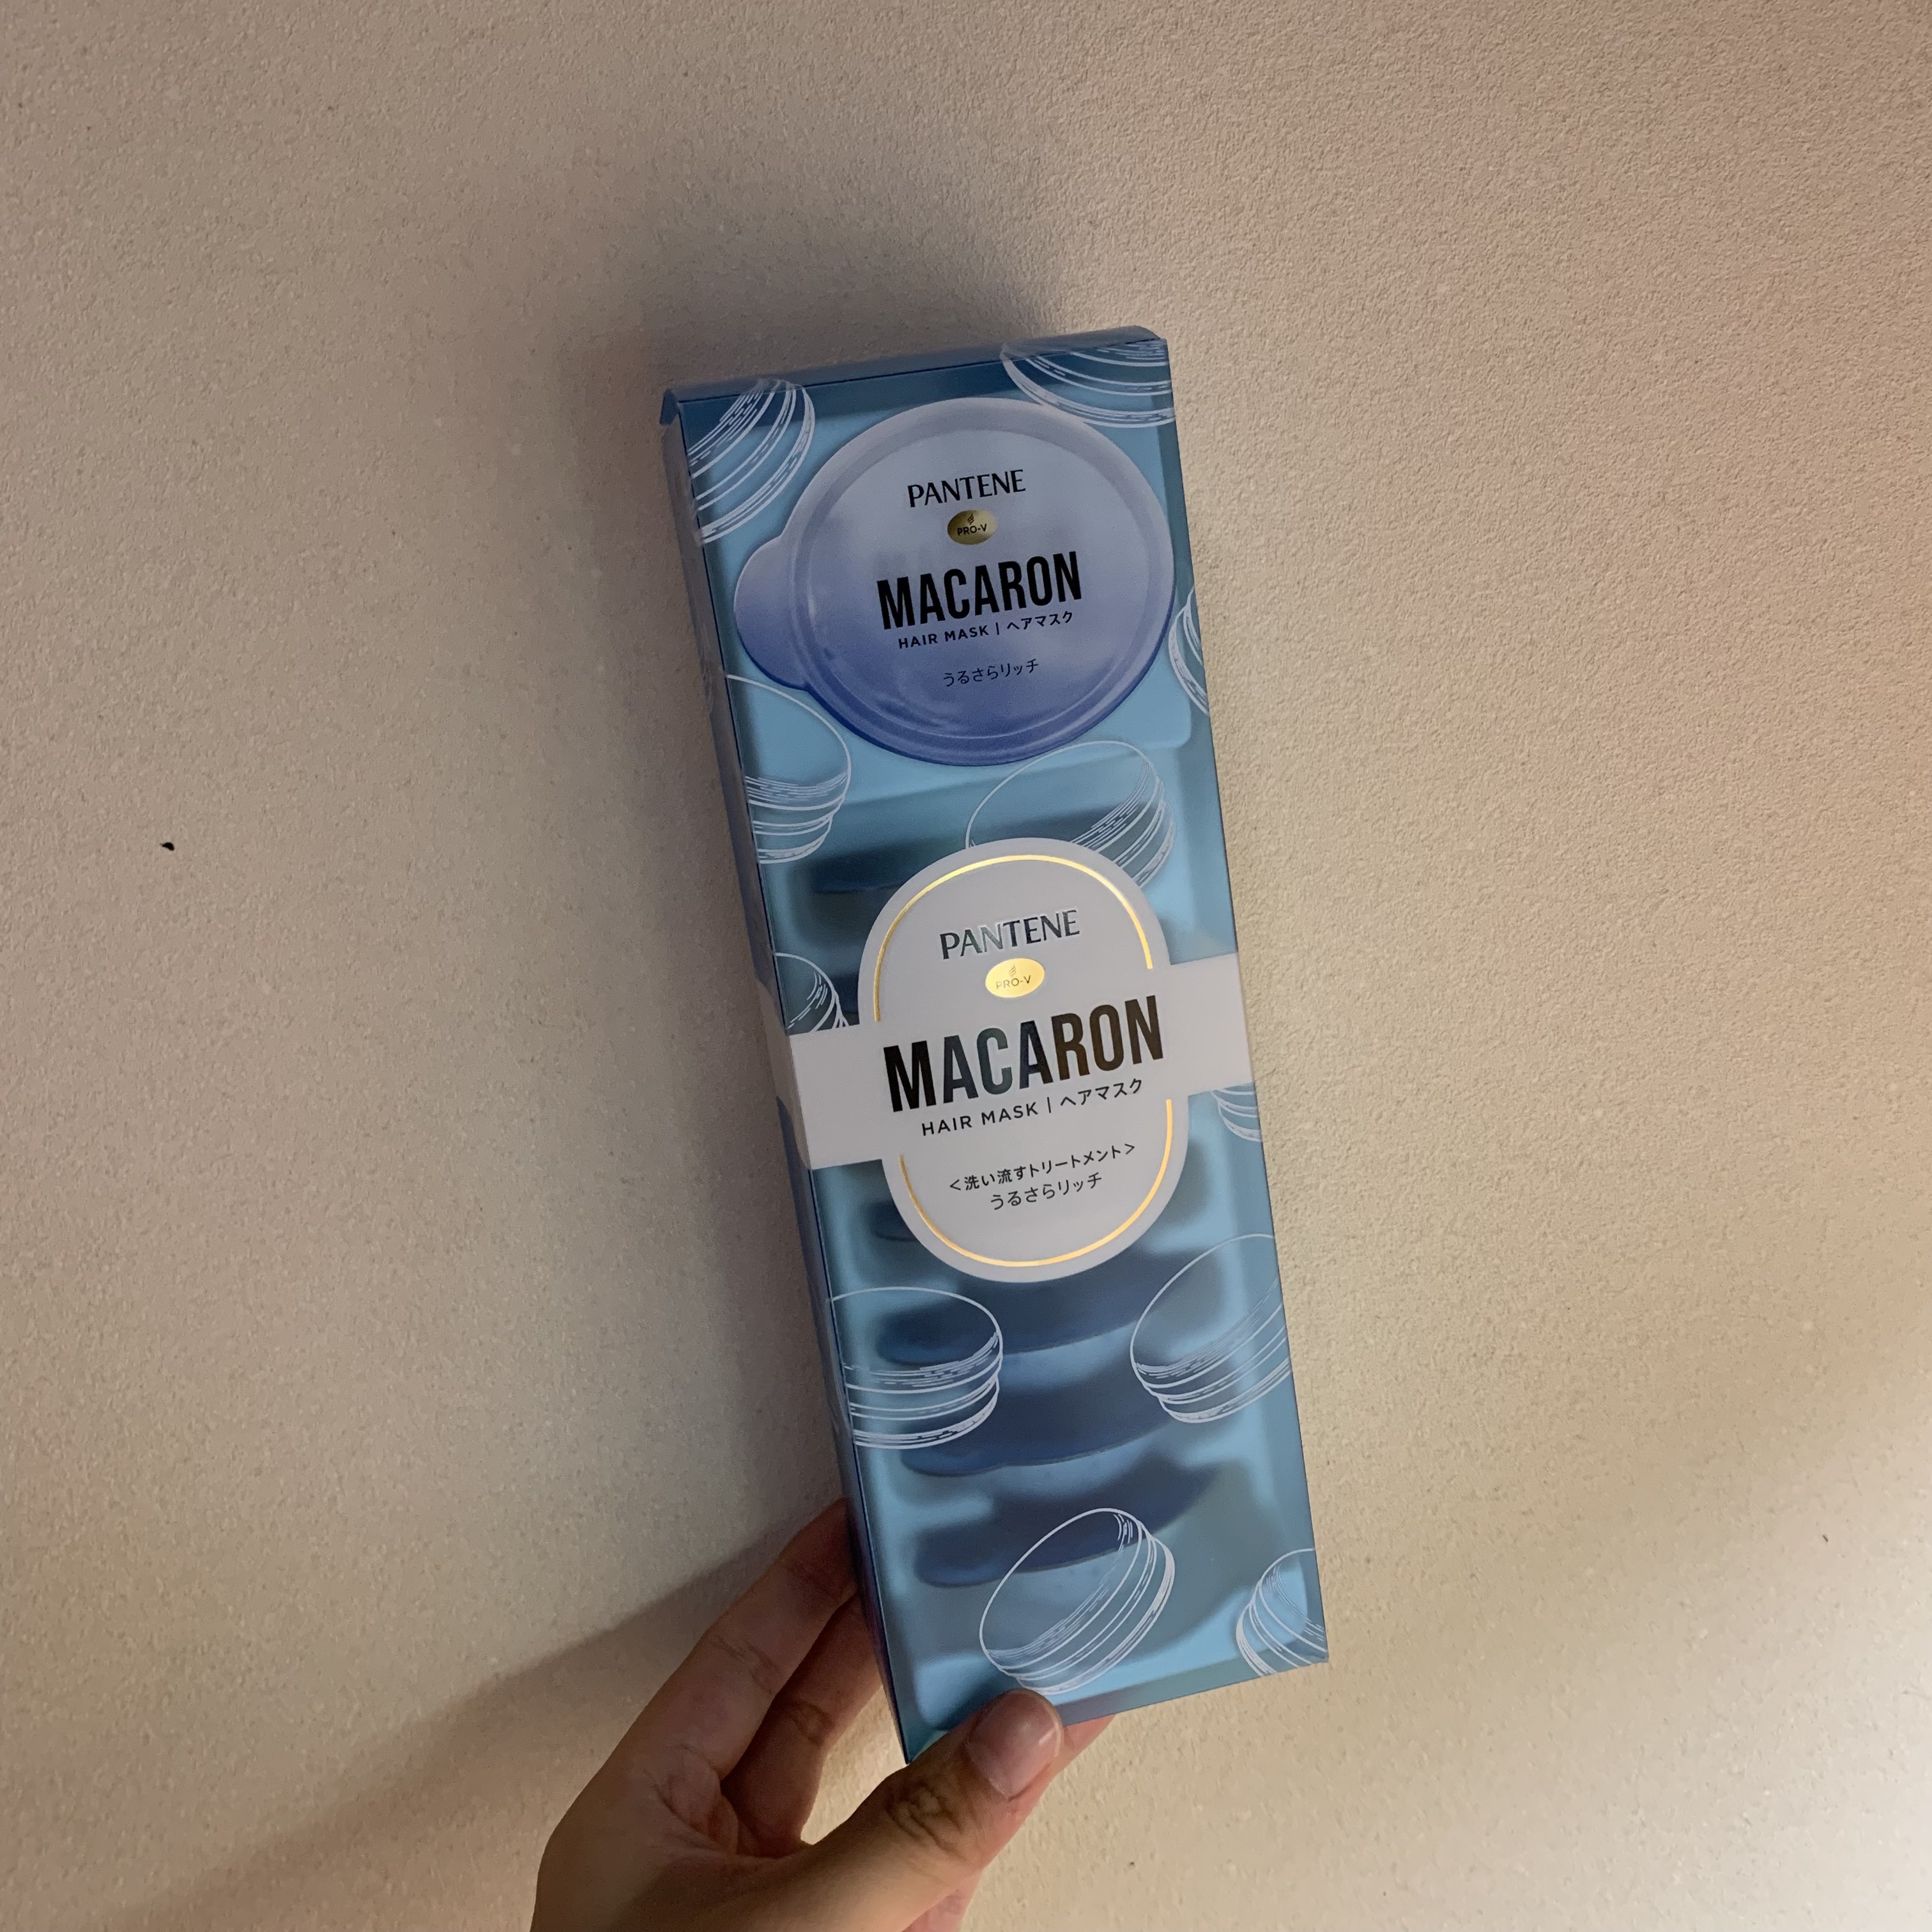 PANTENE
PRO-V
MACARON
HAIR MASK | ヘアマスク
うるさらリッチ
PANTENE
PRO-V
MACARON
HAIR MASK | ヘアマスク
<洗い流すトリートメント>
うるさらリッチ